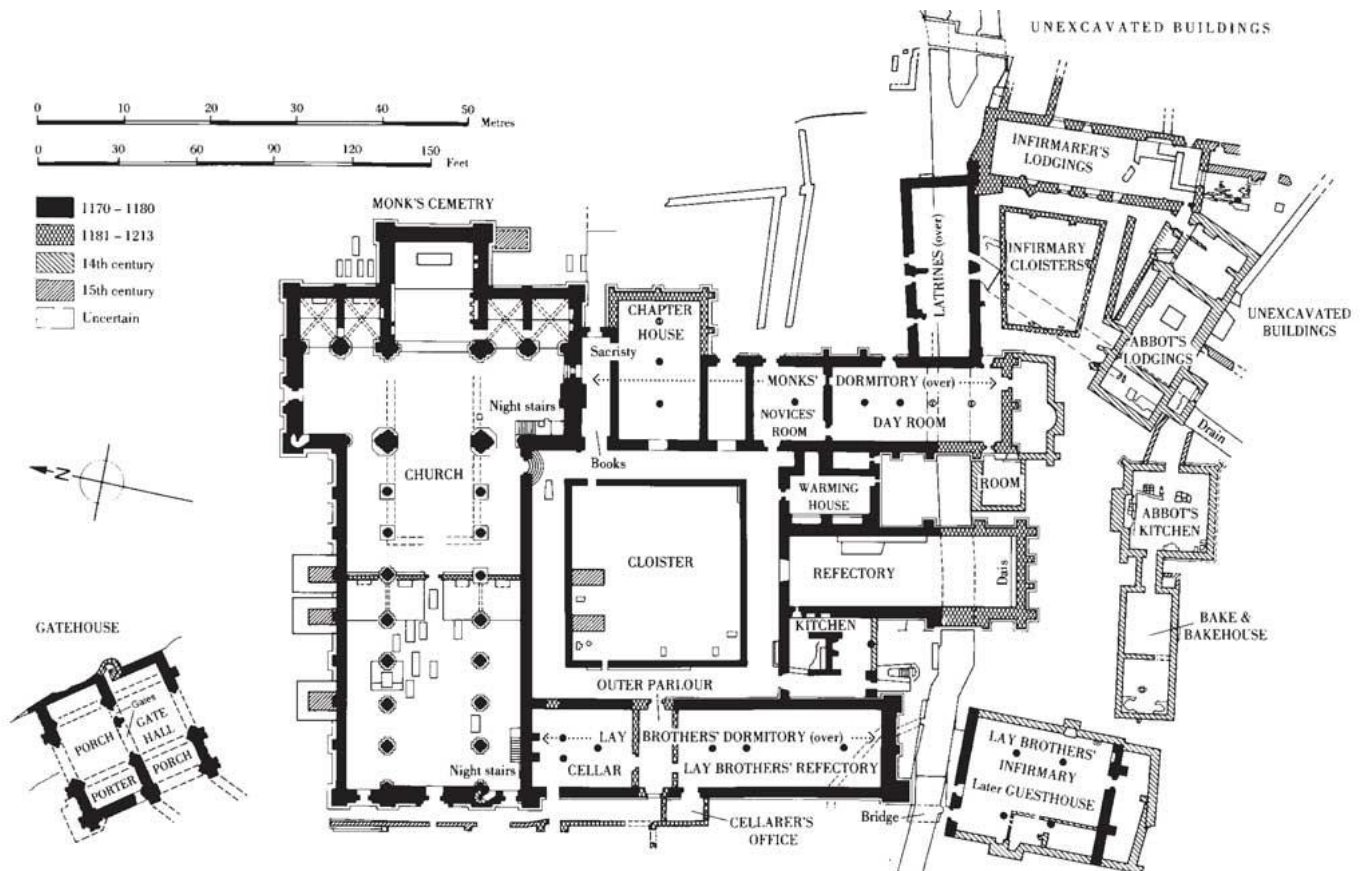 UNEXCAVATED BUILDINGS
0 10 20 30 40 50
Metres
0 30 60 90 120 150
Feet
1170 – 1180
1181 – 1213
14th century
15th century
Uncertain
MONK'S CEMETRY
INFIRMARER'S
LODGINGS
INFIRMARY
CLOISTERS
LATRINES (over)
UNEXCAVATED
BUILDINGS
ABBOT'S
LODGINGS
CHAPTER
HOUSE
Sacristy
MONKS' DORMITORY (over)
NOVICES'
ROOM
DAY ROOM
Night stairs
Drain
N
CHURCH
Books
WARMING
HOUSE
ROOM
ABBOT'S
KITCHEN
CLOISTER
REFECTORY
Dais
KITCHEN
BAKE &
BAKEHOUSE
GATEHOUSE
PORCH
Gates
GATE
HALL
PORCH
PORTER
OUTER PARLOUR
LAY BROTHERS' DORMITORY (over)
CELLAR
LAY BROTHERS' REFECTORY
Night stairs
CELLARER'S
OFFICE
Bridge
LAY BROTHERS'
INFIRMARY
Later GUESTHOUSE